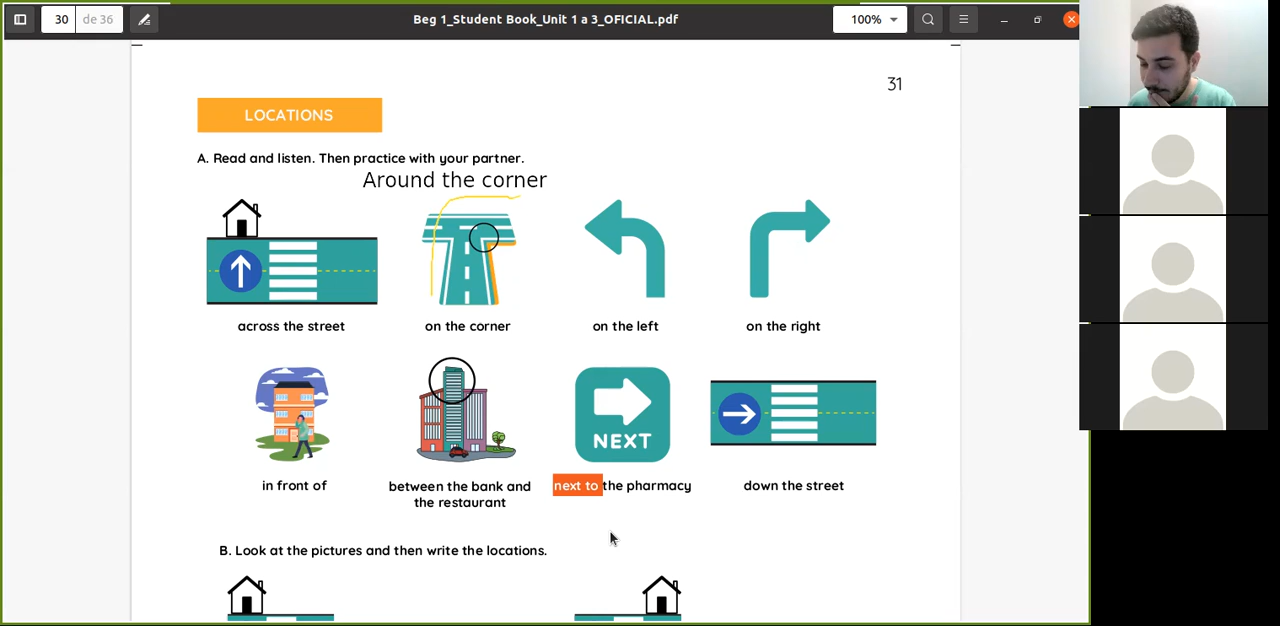 30 de 36
Beg 1_Student Book_Unit 1 a 3_OFICIAL.pdf
100%
31
LOCATIONS
A. Read and listen. Then practice with your partner.
Around the corner
across the street
on the corner
on the left
on the right
NEXT
in front of
between the bank and
the restaurant
next to the pharmacy
down the street
B. Look at the pictures and then write the locations.